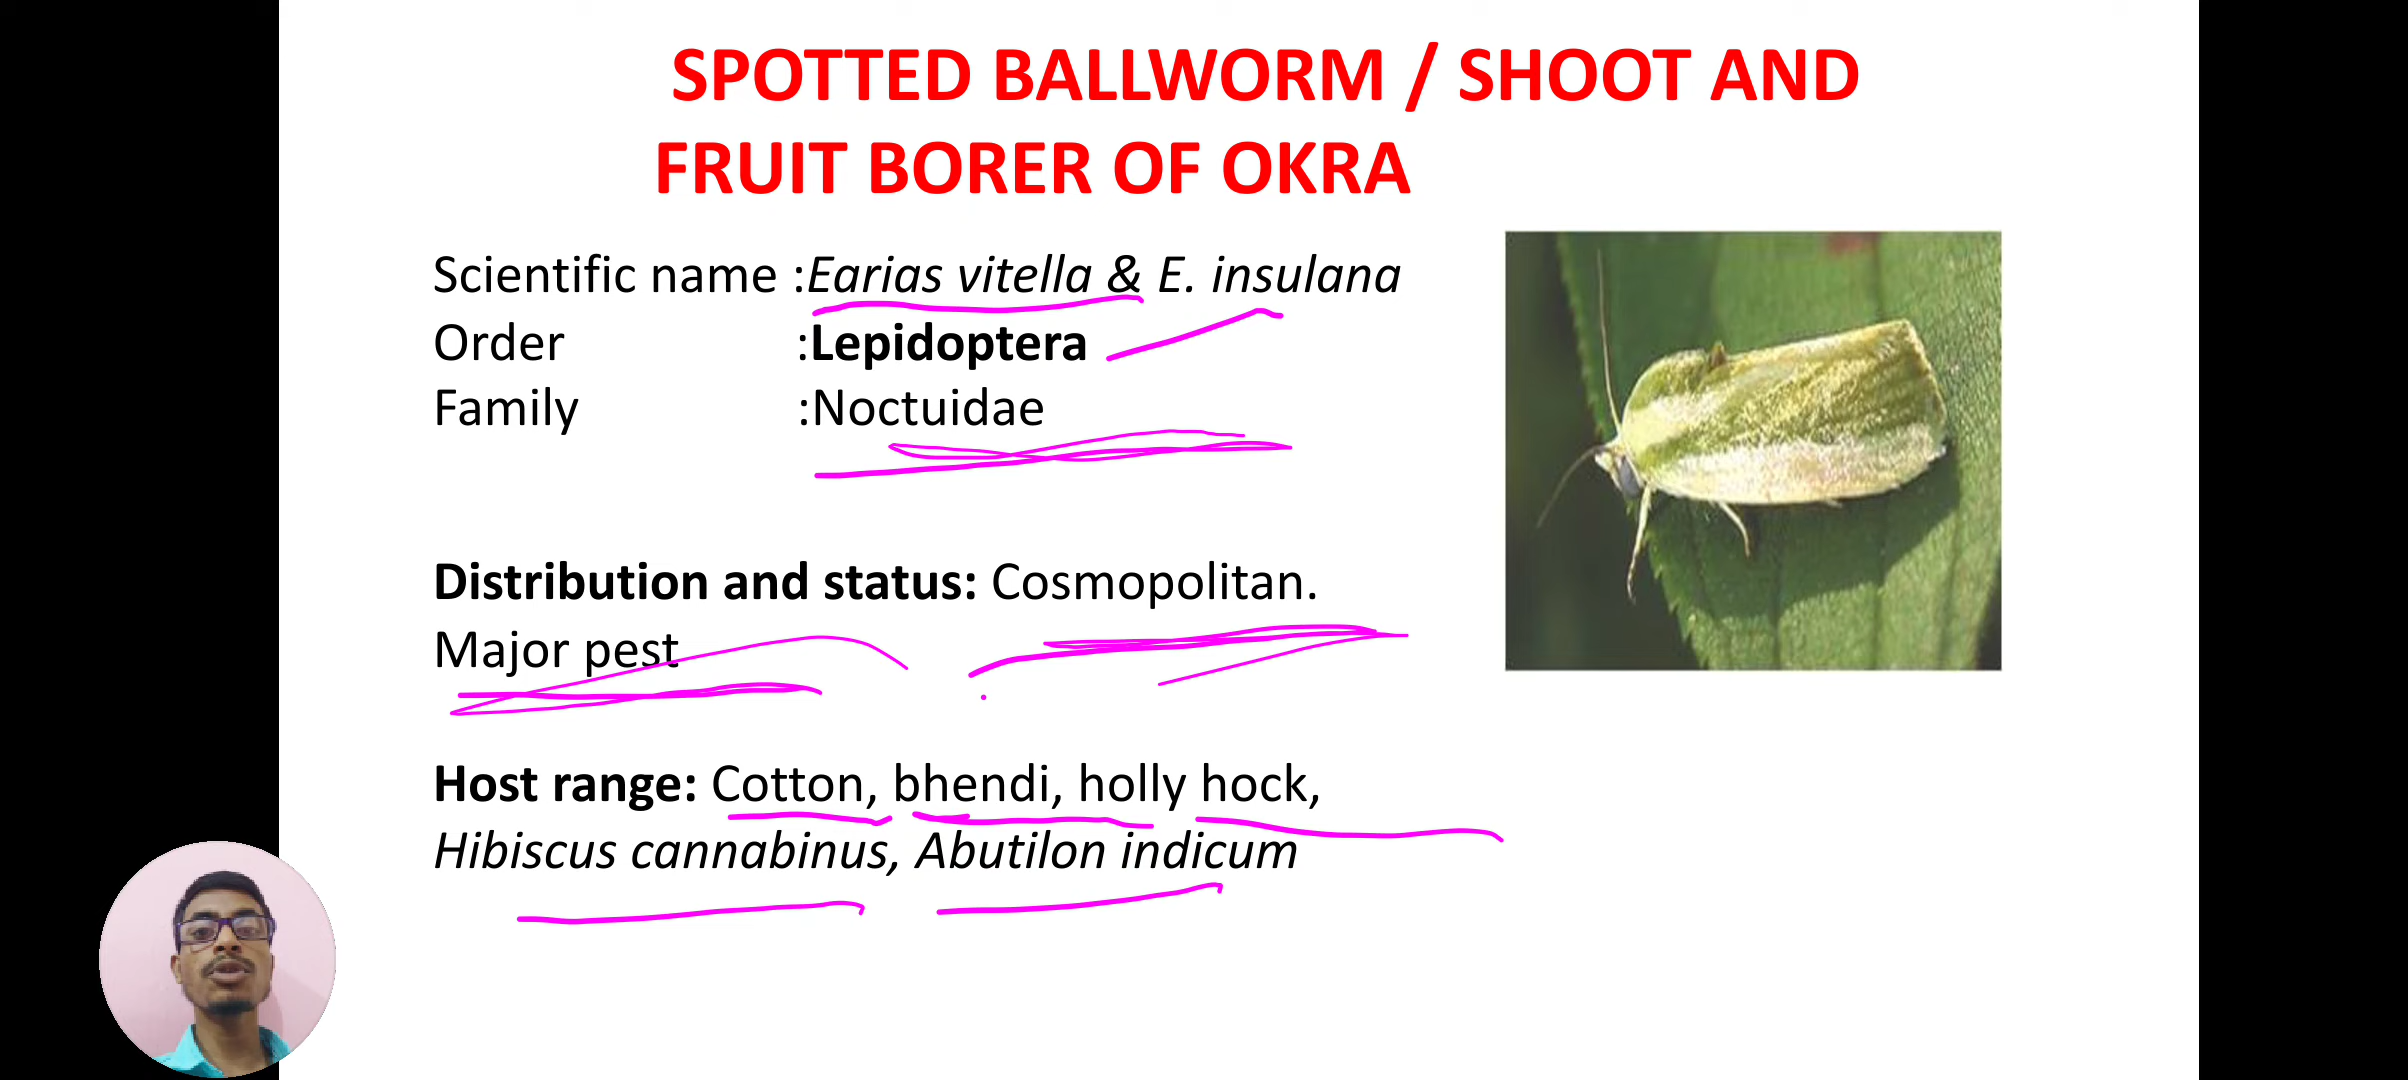 SPOTTED BALLWORM / SHOOT AND
FRUIT BORER OF OKRA
Scientific name :Earias vitella & E. insulana
Order :Lepidoptera
Family :Noctuidae
Distribution and status: Cosmopolitan.
Major pest
Host range: Cotton, bhendi, holly hock,
Hibiscus cannabinus, Abutilon indicum